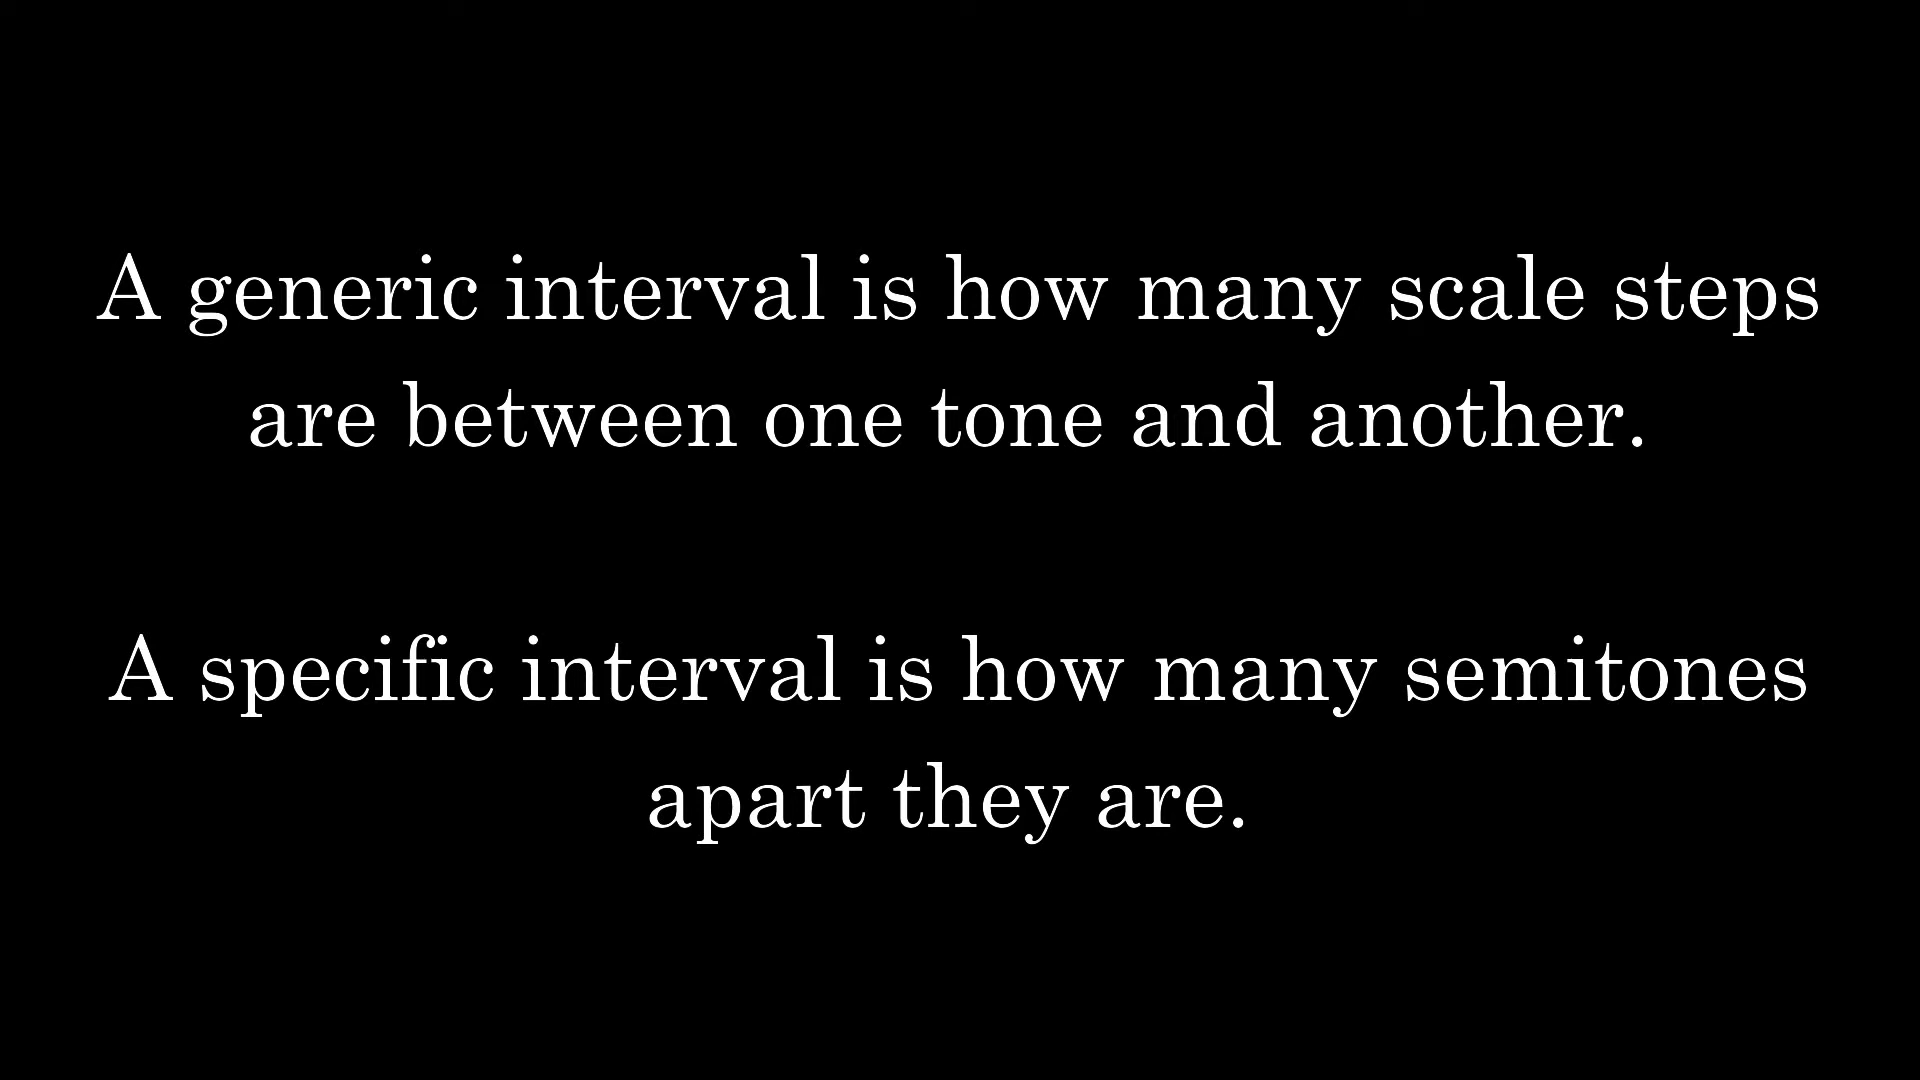 A generic interval is how many scale steps
are between one tone and another.
A specific interval is how many semitones
apart they are.